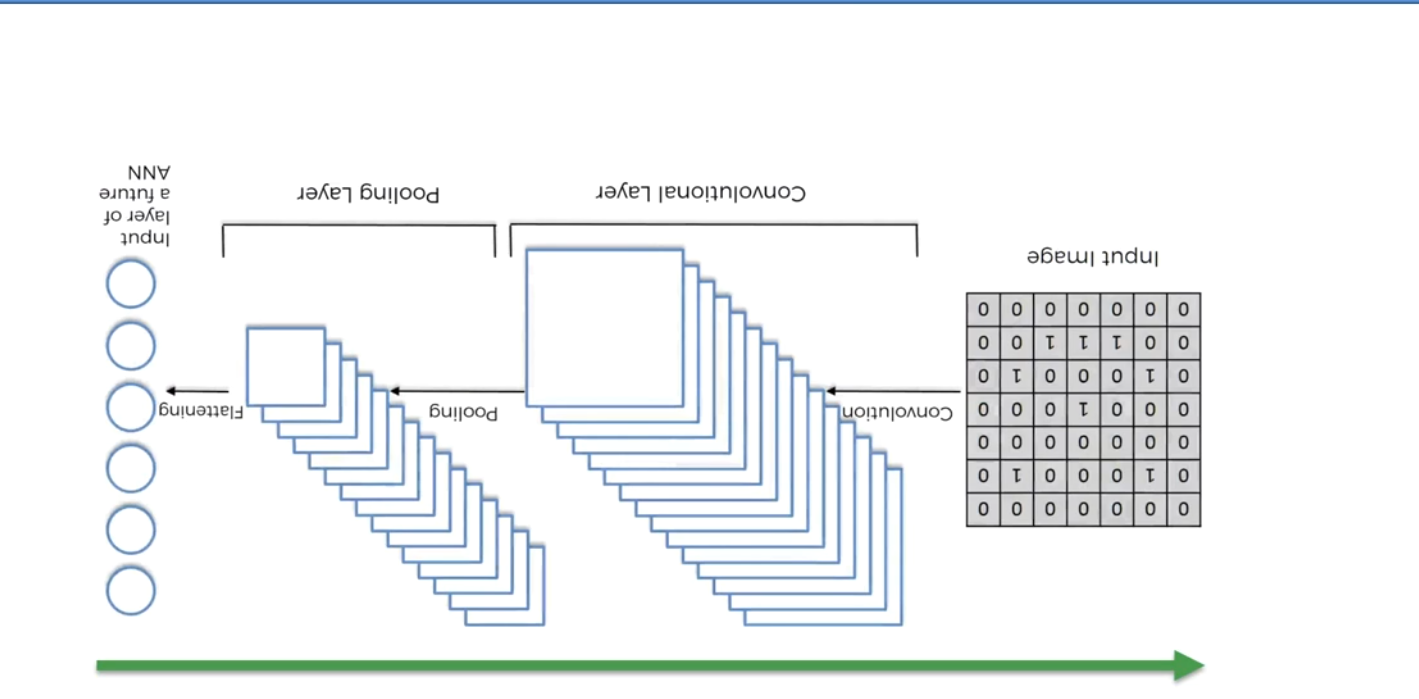 0 0 0 0 0 0 0
0 1 0 0 0 1 0
0 0 0 0 0 0 0
0 0 0 1 0 0 0
0 1 0 0 0 1 0
0 0 1 1 1 0 0
0 0 0 0 0 0 0
Input Image
Convolution
Convolutional Layer
Pooling
Pooling Layer
Flattening
Input
layer of
a future
ANN